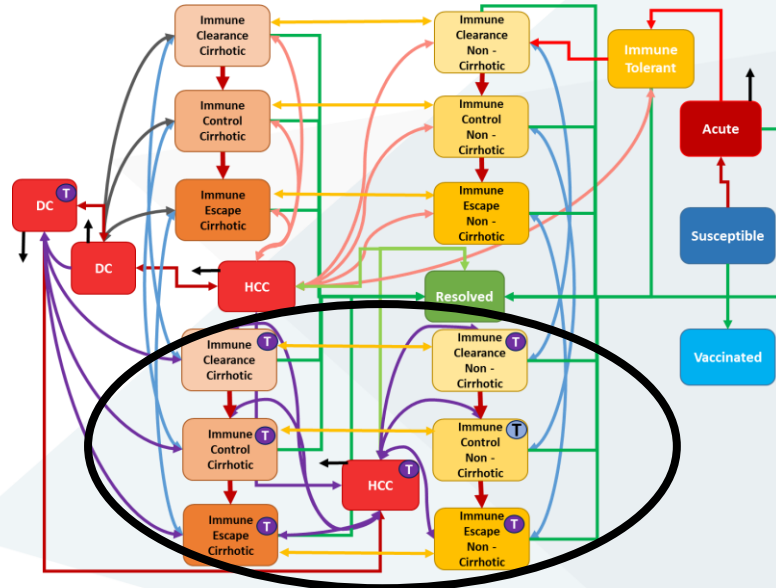 Immune
Clearance
Cirrhotic
Immune
Clearance
Non -
Cirrhotic
Immune
Tolerant
Immune
Control
Cirrhotic
Immune
Control
Non -
Cirrhotic
Acute
Immune
Escape
Cirrhotic
Immune
Escape
Non -
Cirrhotic
DC
T
Susceptible
DC
HCC
Resolved
Immune
Clearance
Cirrhotic
T
Immune
Clearance
Non -
Cirrhotic
T
Vaccinated
Immune
Control
Cirrhotic
T
Immune
Control
Non -
Cirrhotic
T
HCC
T
Immune
Escape
Cirrhotic
T
Immune
Escape
Non -
Cirrhotic
T